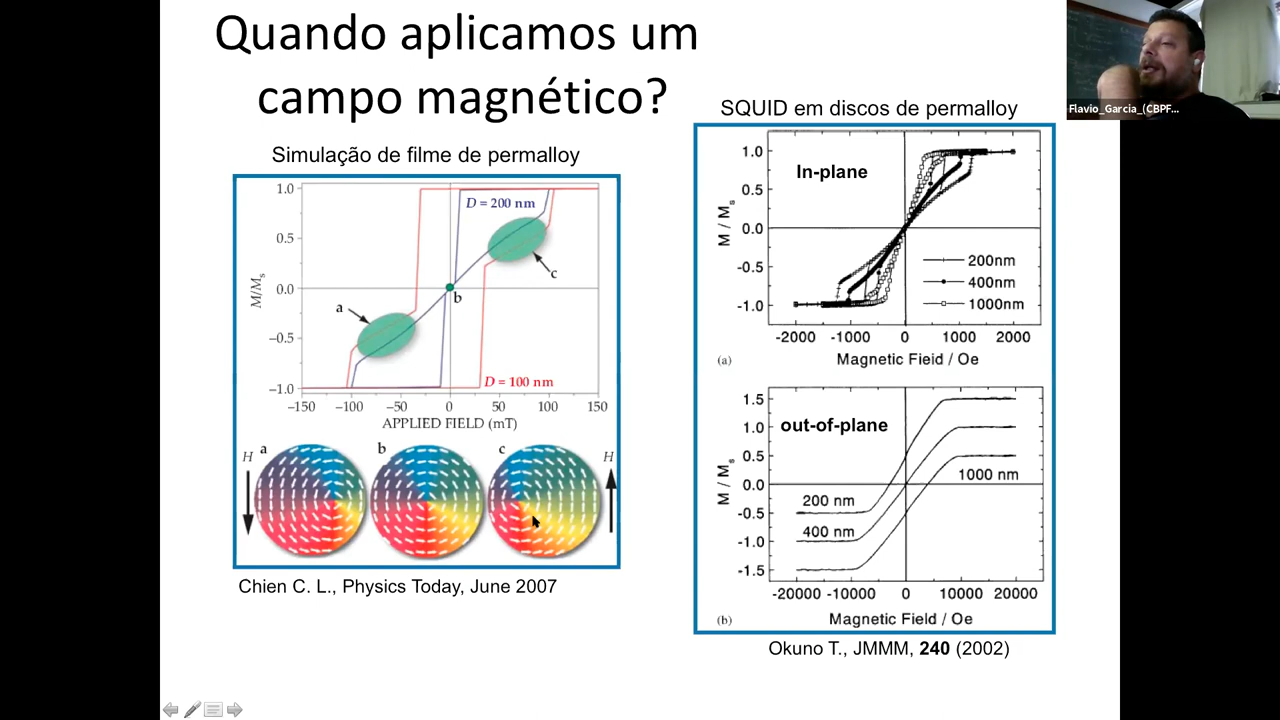 Quando aplicamos um
campo magnético?
Flavio_Garcia_(CBPF...
Simulação de filme de permalloy
1.0
0.5
0.0
−0.5
−1.0
M/Ms
D = 200 nm
c
b
a
D = 100 nm
−150 −100 −50 0 50 100 150
APPLIED FIELD (mT)
H a b c H
Chien C. L., Physics Today, June 2007
SQUID em discos de permalloy
In-plane
1.0
0.5
0.0
-0.5
-1.0
M / Ms
200nm
400nm
1000nm
-2000 -1000 0 1000 2000
(a) Magnetic Field / Oe
out-of-plane
1.5
1.0
0.5
0.0
-0.5
-1.0
-1.5
M / Ms
1000 nm
200 nm
400 nm
-20000 -10000 0 10000 20000
(b) Magnetic Field / Oe
Okuno T., JMMM, 240 (2002)